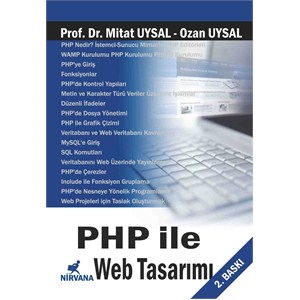 Prof. Dr. Mitat UYSAL - Ozan UYSAL
PHP Nedir? İstemci-Sunucu
WAMP Kurulumu PHP Kurulumu
PHP'ye Giriş
Fonksiyonlar
PHP'de Kontrol Yapıları
Metin ve Karakter Türü Veriler
Düzenli İfadeler
PHP'de Dosya Yönetimi
PHP ile Grafik Çizimi
Veritabanı ve Web Veritabanı
MySQL'e Giriş
SQL Komutları
Veritabanını Web Üzerinde
PHP'de Çerezler
Include ile Fonksiyon Gruplama
PHP'de Nesneye Yönelik
Web Projeleri için Taslak Oluşturma
PHP ile
Web Tasarımı
NİRVANA
2. BASKI